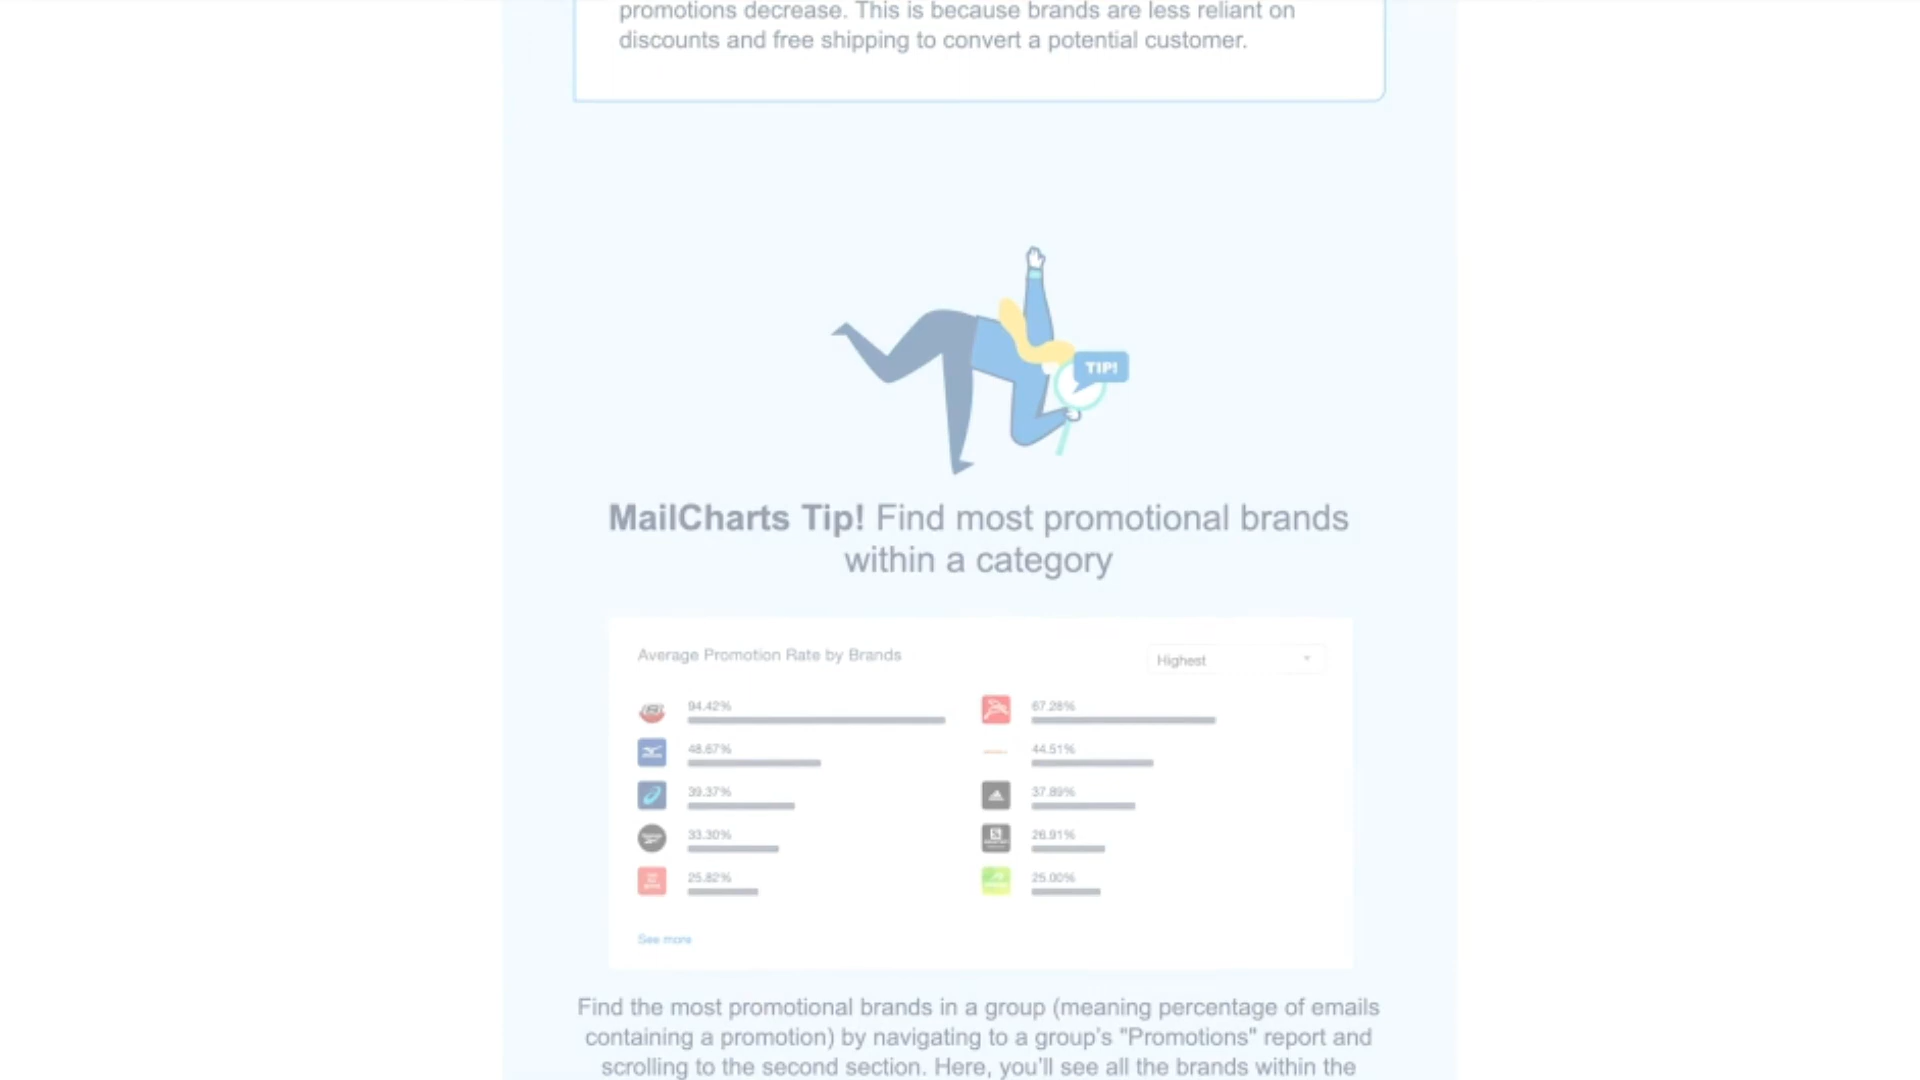 promotions decrease. This is because brands are less reliant on
discounts and free shipping to convert a potential customer.
TIP!
MailCharts Tip! Find most promotional brands
within a category
Average Promotion Rate by Brands
Highest
94.42%
67.28%
48.67%
44.51%
39.37%
37.89%
33.30%
26.91%
25.82%
25.00%
See more
Find the most promotional brands in a group (meaning percentage of emails
containing a promotion) by navigating to a group's "Promotions" report and
scrolling to the second section. Here, you'll see all the brands within the